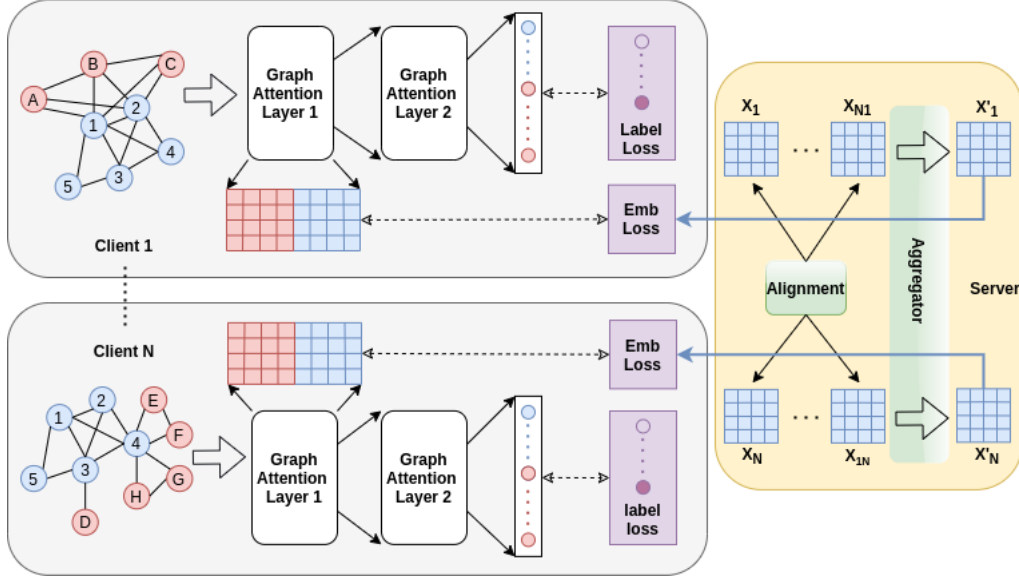 A
B
C
1
2
3
4
5
Graph
Attention
Layer 1
Graph
Attention
Layer 2
Label
Loss
Emb
Loss
Client 1
X1
XN1
X'1
Alignment
Aggregator
Server
XN
X1N
X'N
Client N
1
2
3
4
5
D
E
F
G
H
Graph
Attention
Layer 1
Graph
Attention
Layer 2
Emb
Loss
label
loss